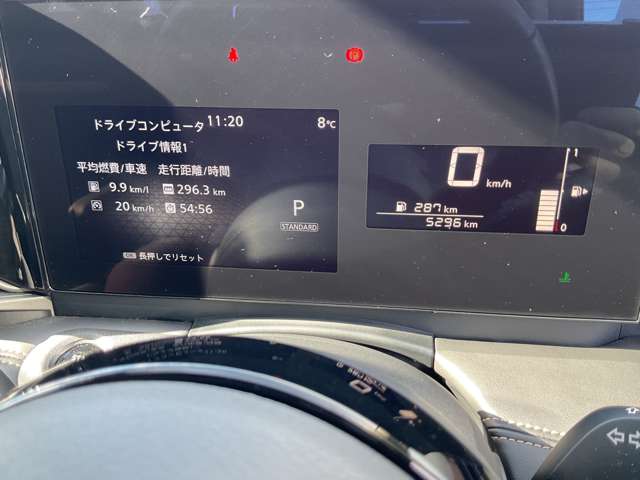 ドライブコンピュータ 11:20 8℃
ドライブ情報1
平均燃費/車速 走行距離/時間
9.9 km/l 296.3 km
20 km/h 54:56
P
STANDARD
OK 長押しでリセット
0 km/h
1
287 km
5296 km
0